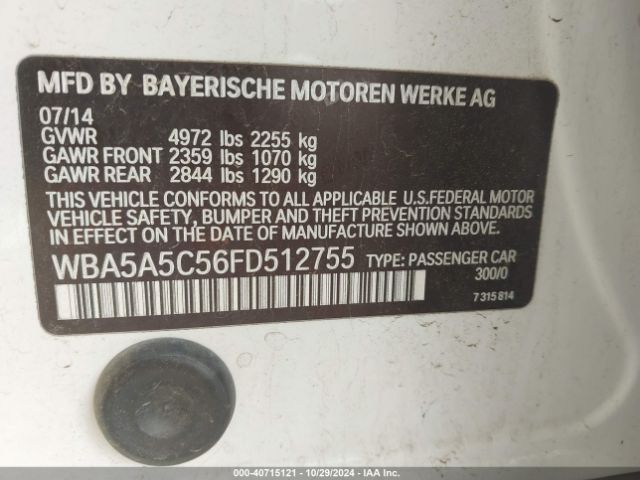 MFD BY BAYERISCHE MOTOREN WERKE AG
07/14
GVWR 4972 lbs 2255 kg
GAWR FRONT 2359 lbs 1070 kg
GAWR REAR 2844 lbs 1290 kg
THIS VEHICLE CONFORMS TO ALL APPLICABLE U.S.FEDERAL MOTOR
VEHICLE SAFETY, BUMPER AND THEFT PREVENTION STANDARDS
IN EFFECT ON THE DATE OF MANUFACTURE SHOWN ABOVE.
WBA5A5C56FD512755 TYPE: PASSENGER CAR
300/0
7315814
000-40715121 - 10/29/2024 - IAA Inc.